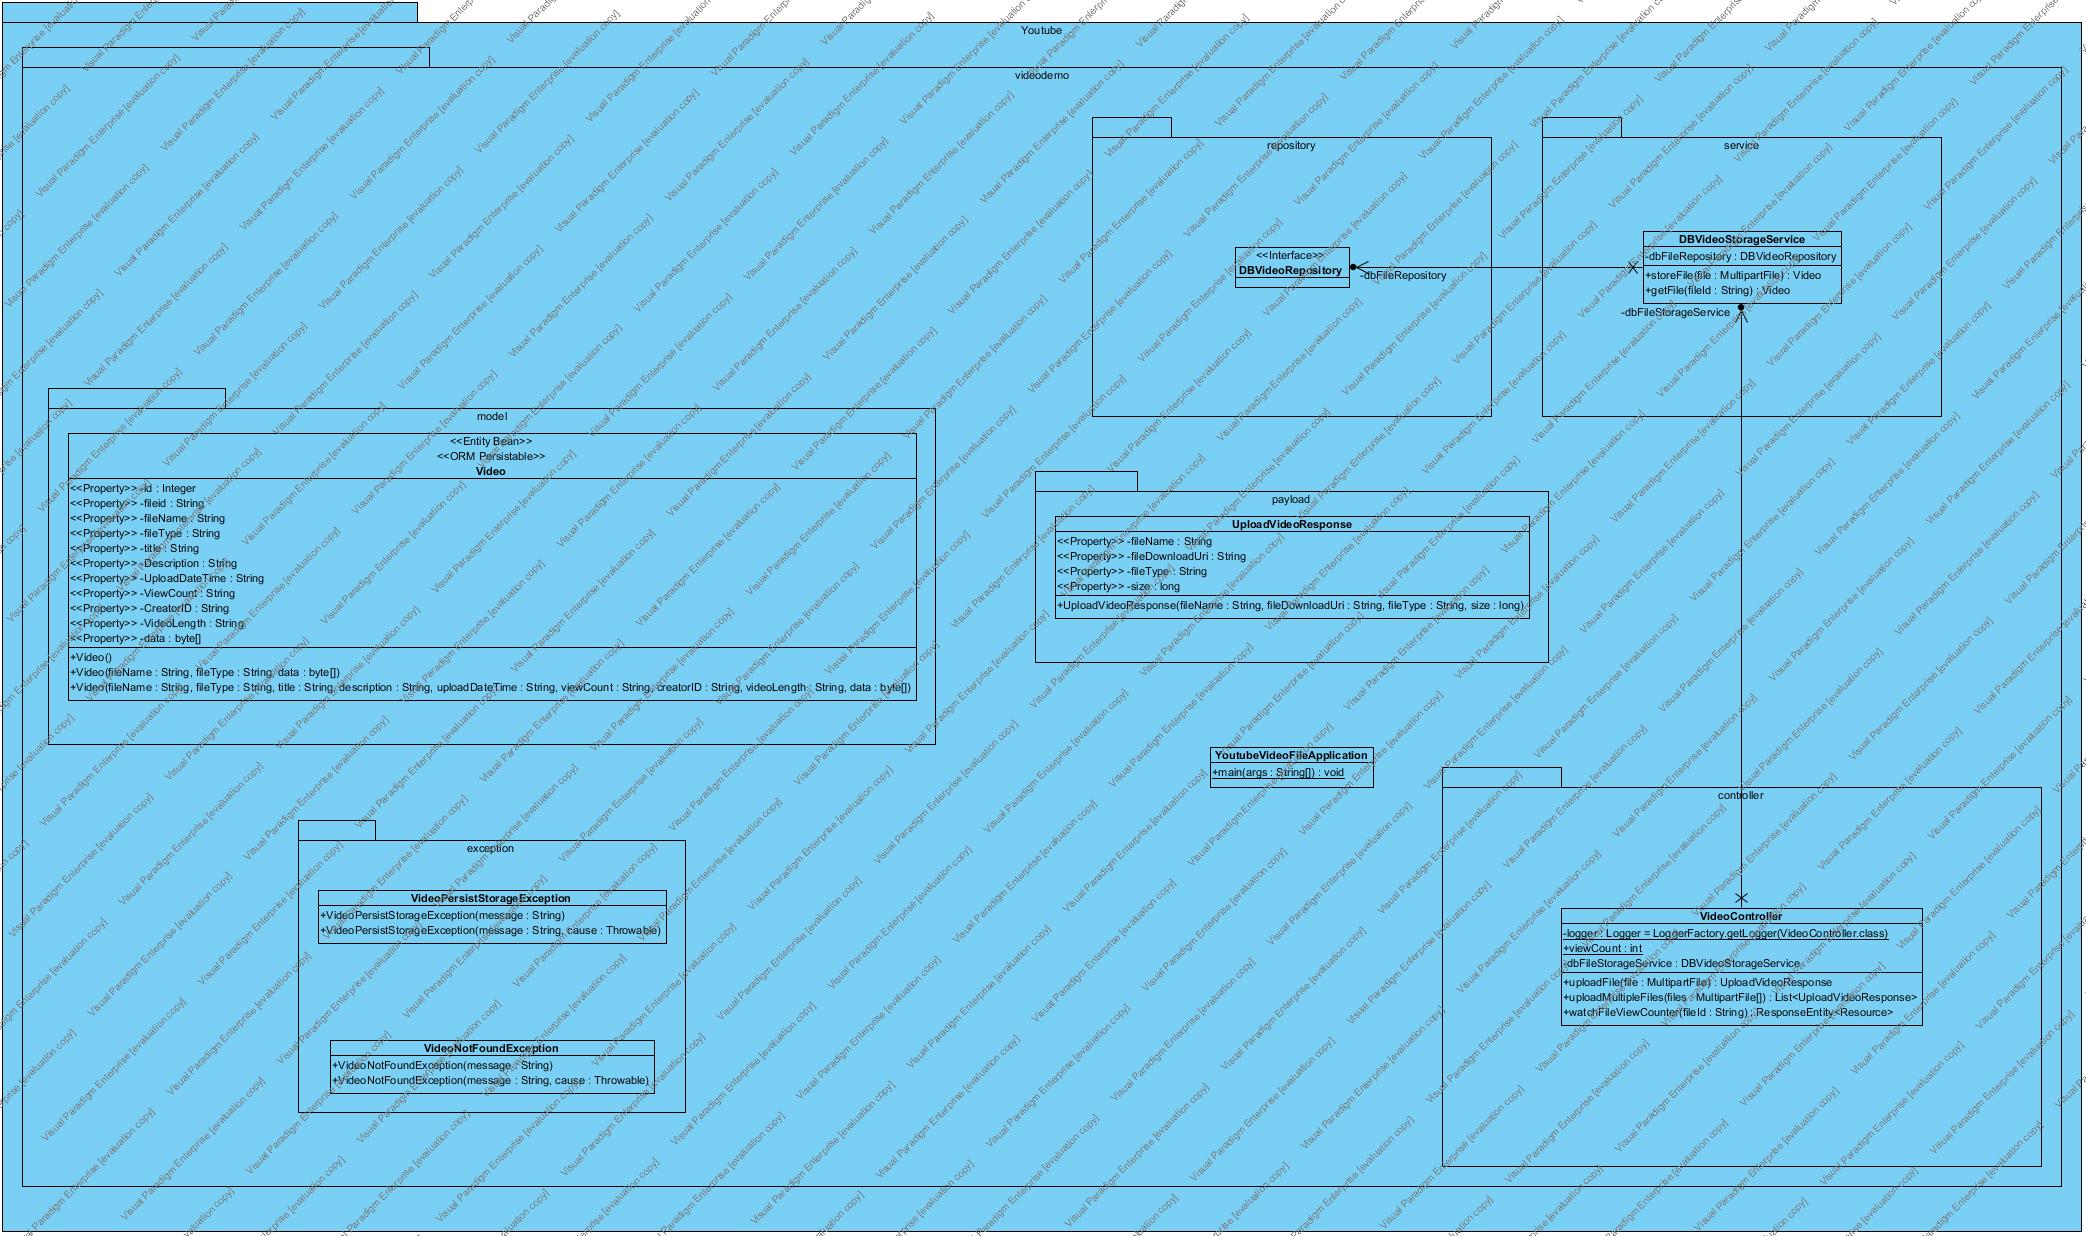 Youtube
videodemo
repository
<<Interface>>
DBVideoRepository
-dbFileRepository
service
DBVideoStorageService
-dbFileRepository : DBVideoRepository
+storeFile(file : MultipartFile) : Video
+getFile(fileId : String) : Video
-dbFileStorageService
model
<<Entity Bean>>
<<ORM Persistable>>
Video
<<Property>> -id : Integer
<<Property>> -fileid : String
<<Property>> -fileName : String
<<Property>> -fileType : String
<<Property>> -title : String
<<Property>> -Description : String
<<Property>> -UploadDateTime : String
<<Property>> -ViewCount : String
<<Property>> -CreatorID : String
<<Property>> -VideoLength : String
<<Property>> -data : byte[]
+Video()
+Video(fileName : String, fileType : String, data : byte[])
+Video(fileName : String, fileType : String, title : String, description : String, uploadDateTime : String, viewCount : String, creatorID : String, videoLength : String, data : byte[])
payload
UploadVideoResponse
<<Property>> -fileName : String
<<Property>> -fileDownloadUri : String
<<Property>> -fileType : String
<<Property>> -size : long
+UploadVideoResponse(fileName : String, fileDownloadUri : String, fileType : String, size : long)
YoutubeVideoFileApplication
+main(args : String[]) : void
exception
VideoPersistStorageException
+VideoPersistStorageException(message : String)
+VideoPersistStorageException(message : String, cause : Throwable)
VideoNotFoundException
+VideoNotFoundException(message : String)
+VideoNotFoundException(message : String, cause : Throwable)
controller
VideoController
-logger : Logger = LoggerFactory.getLogger(VideoController.class)
+viewCount : int
-dbFileStorageService : DBVideoStorageService
+uploadFile(file : MultipartFile) : UploadVideoResponse
+uploadMultipleFiles(files : MultipartFile[]) : List<UploadVideoResponse>
+watchFileViewCounter(fileId : String) : ResponseEntity<Resource>
Visual Paradigm Enterprise [evaluation copy]